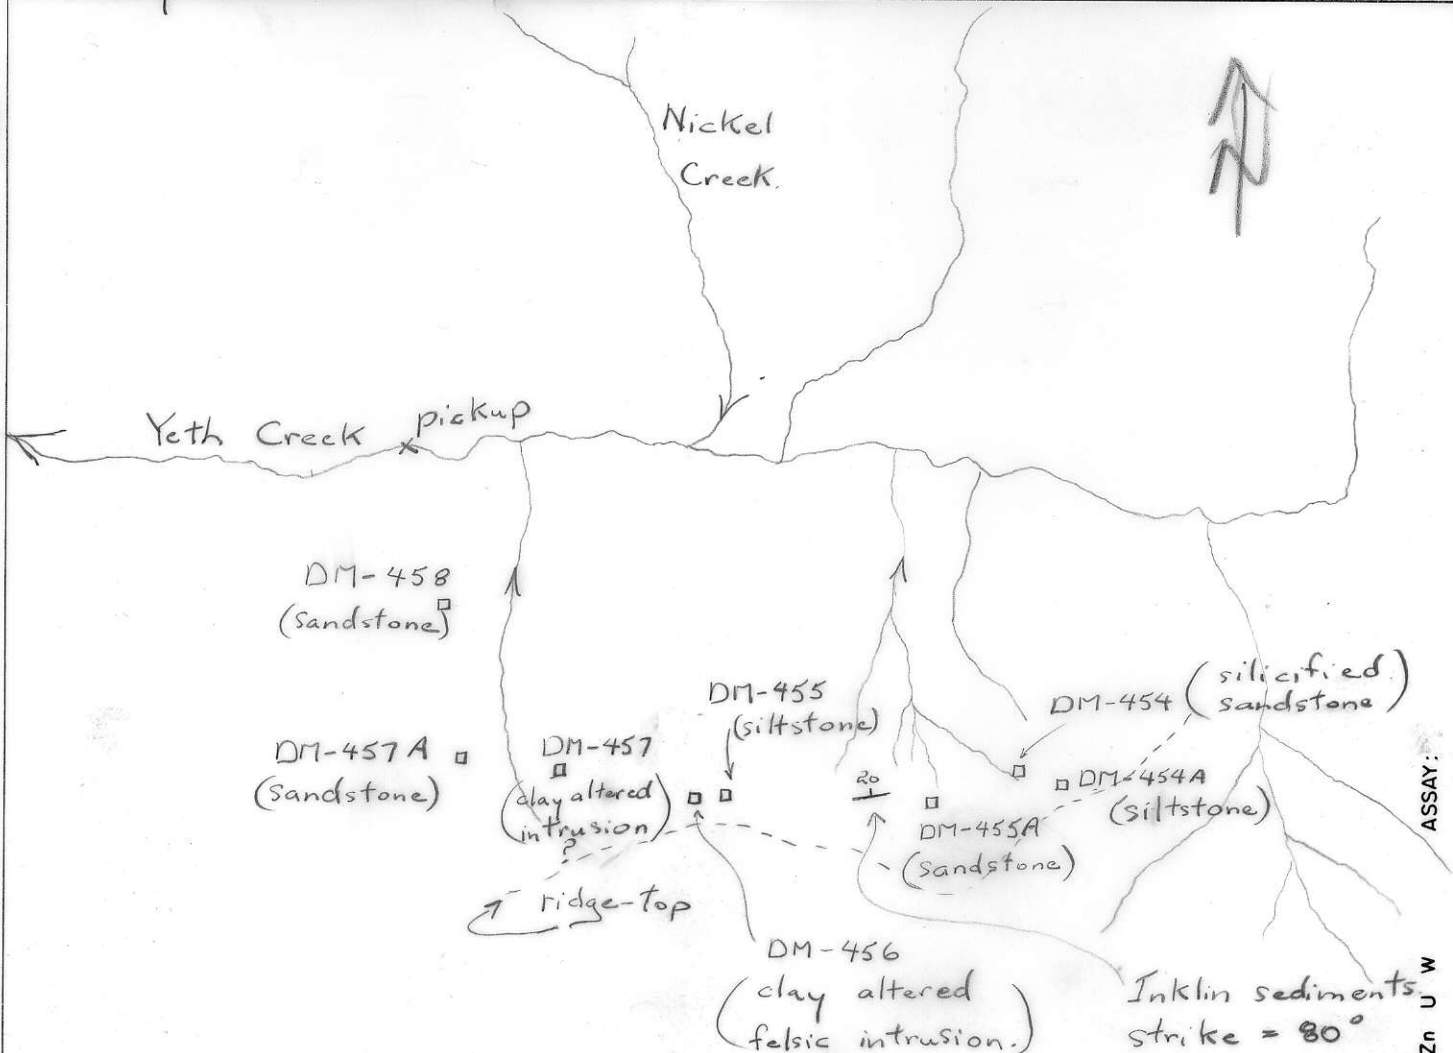 Nickel
Creek.
N
Yeth Creek
pickup
DM-458
(sandstone)
DM-455
(siltstone)
DM-454
(silicified
sandstone)
DM-457A
(sandstone)
DM-457
(clay altered
intrusion)
?
20
DM-454A
(siltstone)
DM-455A
(sandstone)
ridge-top
DM-456
(clay altered
felsic intrusion.)
Inklin sediments
strike = 80°
ASSAY:
Zn U W